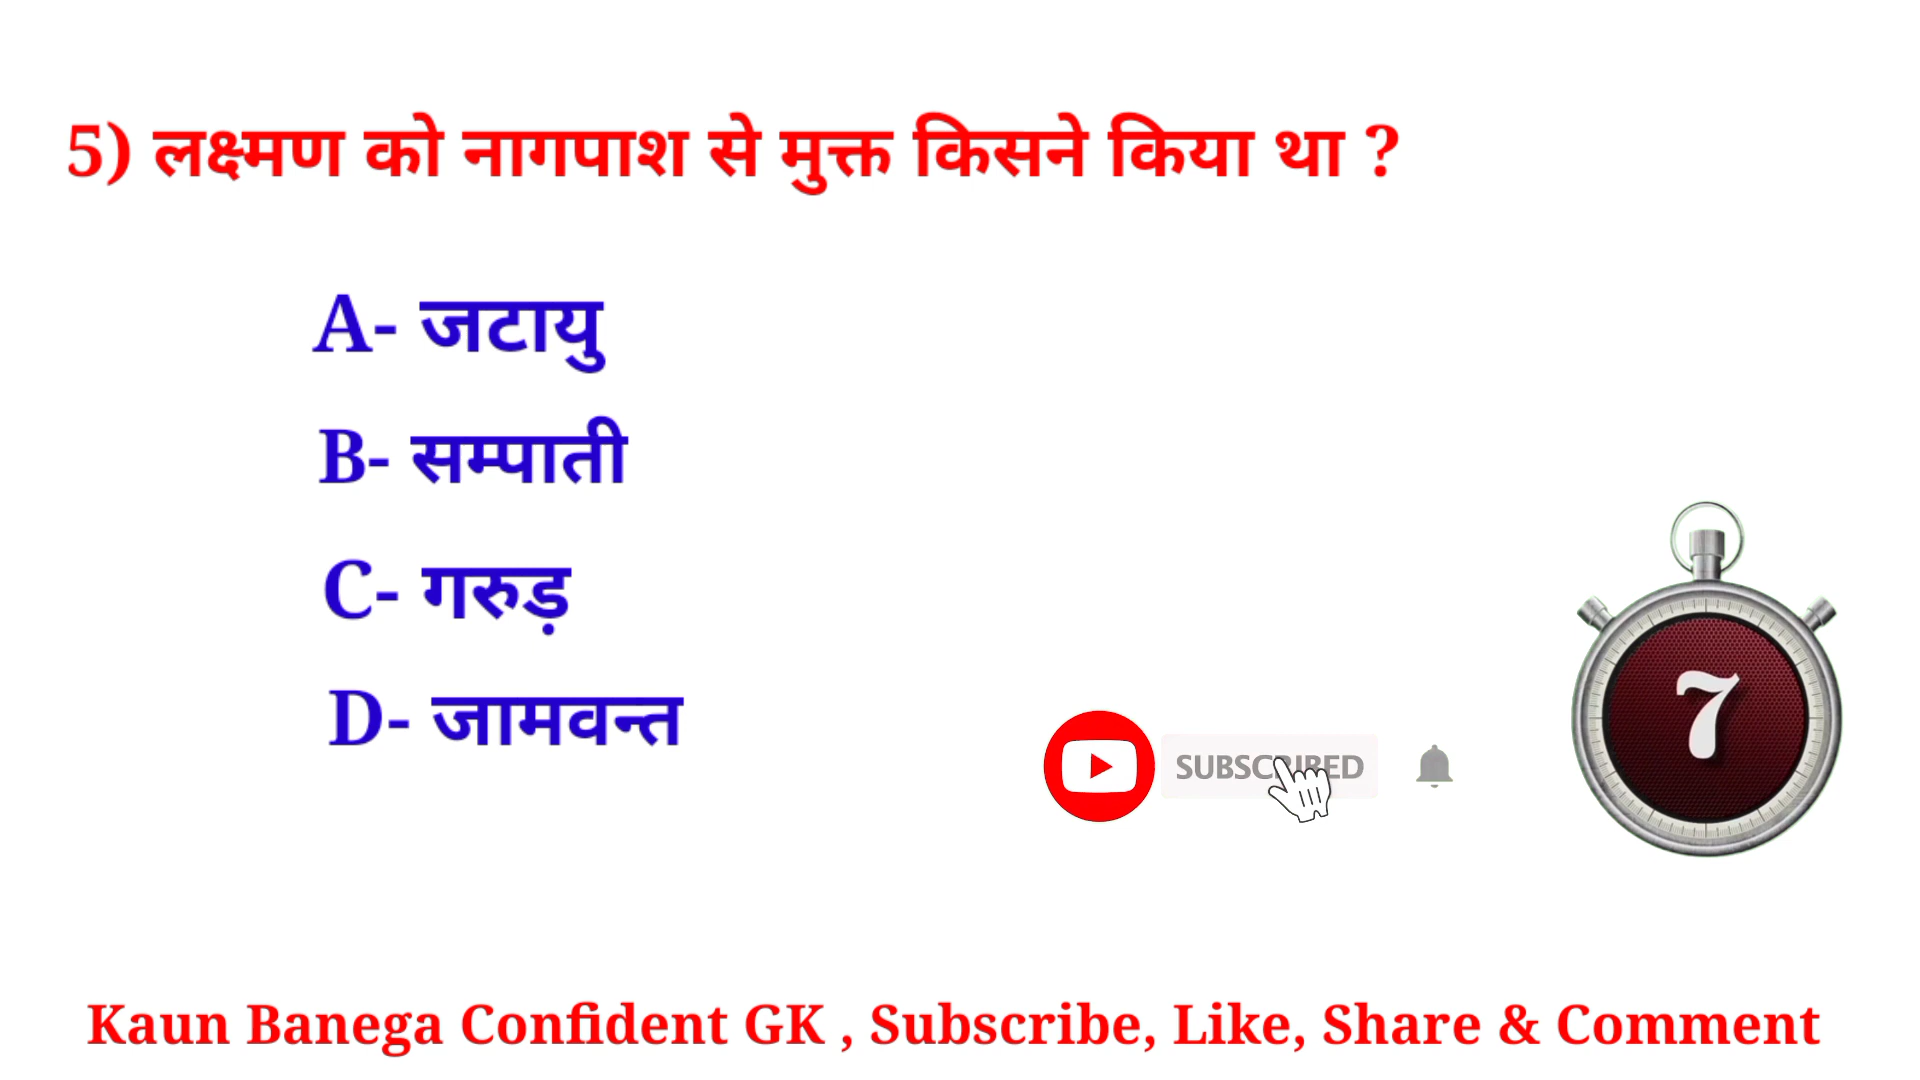 5) लक्ष्मण को नागपाश से मुक्त किसने किया था ?
A- जटायु
B- सम्पाती
C- गरुड़
D- जामवन्त
7
SUBSCRIBED
Kaun Banega Confident GK , Subscribe, Like, Share & Comment